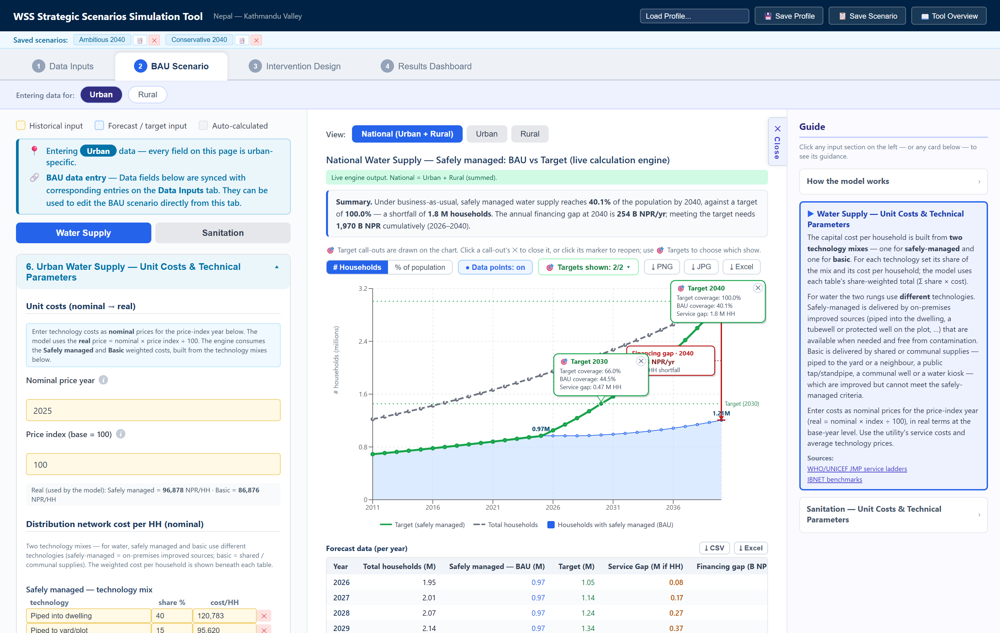 WSS Strategic Scenarios Simulation Tool
Nepal — Kathmandu Valley
Load Profile...
Save Profile
Save Scenario
Tool Overview
Saved scenarios:
Ambitious 2040
Conservative 2040
1 Data Inputs
2 BAU Scenario
3 Intervention Design
4 Results Dashboard
Entering data for:
Urban
Rural
Historical input
Forecast / target input
Auto-calculated
Entering Urban data — every field on this page is urban-
specific.
BAU data entry — Data fields below are synced with
corresponding entries on the Data Inputs tab. They can be
used to edit the BAU scenario directly from this tab.
Water Supply
Sanitation
6. Urban Water Supply — Unit Costs & Technical
Parameters
Unit costs (nominal → real)
Enter technology costs as nominal prices for the price-index year below. The
model uses the real price = nominal × price index ÷ 100. The engine consumes
the Safely managed and Basic weighted costs, built from the technology mixes
below.
Nominal price year i
2025
Price index (base = 100) i
100
Real (used by the model): Safely managed = 96,878 NPR/HH · Basic = 86,876
NPR/HH
Distribution network cost per HH (nominal)
Two technology mixes — for water, safely managed and basic use different
technologies (safely-managed = on-premises improved sources; basic = shared /
communal supplies). The weighted cost per household is shown beneath each table.
Safely managed — technology mix
technology share % cost/HH
Piped into dwelling 40 120,783
Piped to yard/plot 15 95,620
View:
National (Urban + Rural)
Urban
Rural
National Water Supply — Safely managed: BAU vs Target (live calculation engine)
Live engine output. National = Urban + Rural (summed).
Summary. Under business-as-usual, safely managed water supply reaches 40.1% of the population by 2040, against a target
of 100.0% — a shortfall of 1.8 M households. The annual financing gap at 2040 is 254 B NPR/yr; meeting the target needs
1,970 B NPR cumulatively (2026–2040).
Target call-outs are drawn on the chart. Click a call-out's ✕ to close it, or click its marker to reopen; use 🎯 Targets to choose which show.
# Households
% of population
● Data points: on
Targets shown: 2/2 ▾
↓ PNG
↓ JPG
↓ Excel
# households (millions)
3.2
2.4
1.6
0.8
0
2011
2016
2021
2026
2031
2036
Target 2040
Target coverage: 100.0%
BAU coverage: 40.1%
Service gap: 1.8 M HH
Financing gap · 2040
NPR/yr
HH shortfall
Target 2030
Target coverage: 66.0%
BAU coverage: 44.5%
Service gap: 0.47 M HH
Target (2030)
1.21M
0.97M
Target (safely managed)
Total households
Households with safely managed (BAU)
Forecast data (per year)
↓ CSV
↓ Excel
Year Total households (M) Safely managed — BAU (M) Target (M) Service Gap (M if HH) Financing gap (B NP
2026 1.95 0.97 1.05 0.08
2027 2.01 0.97 1.14 0.17
2028 2.07 0.97 1.24 0.27
2029 2.14 0.97 1.34 0.37
✕ Close
Guide
Click any input section on the left — or any card below — to
see its guidance.
How the model works ›
▶ Water Supply — Unit Costs & Technical
Parameters
The capital cost per household is built from two
technology mixes — one for safely-managed and
one for basic. For each technology set its share of
the mix and its cost per household; the model uses
each table's share-weighted total (Σ share × cost).
For water the two rungs use different technologies.
Safely-managed is delivered by on-premises
improved sources (piped into the dwelling, a
tubewell or protected well on the plot, ...) that are
available when needed and free from contamination.
Basic is delivered by shared or communal supplies —
piped to the yard or a neighbour, a public
tap/standpipe, a communal well or a water kiosk —
which are improved but cannot meet the safely-
managed criteria.
Enter costs as nominal prices for the price-index year
(real = nominal × index ÷ 100), in real terms at the
base-year level. Use the utility's service costs and
average technology prices.
Sources:
WHO/UNICEF JMP service ladders
IBNET benchmarks
Sanitation — Unit Costs & Technical
Parameters ›